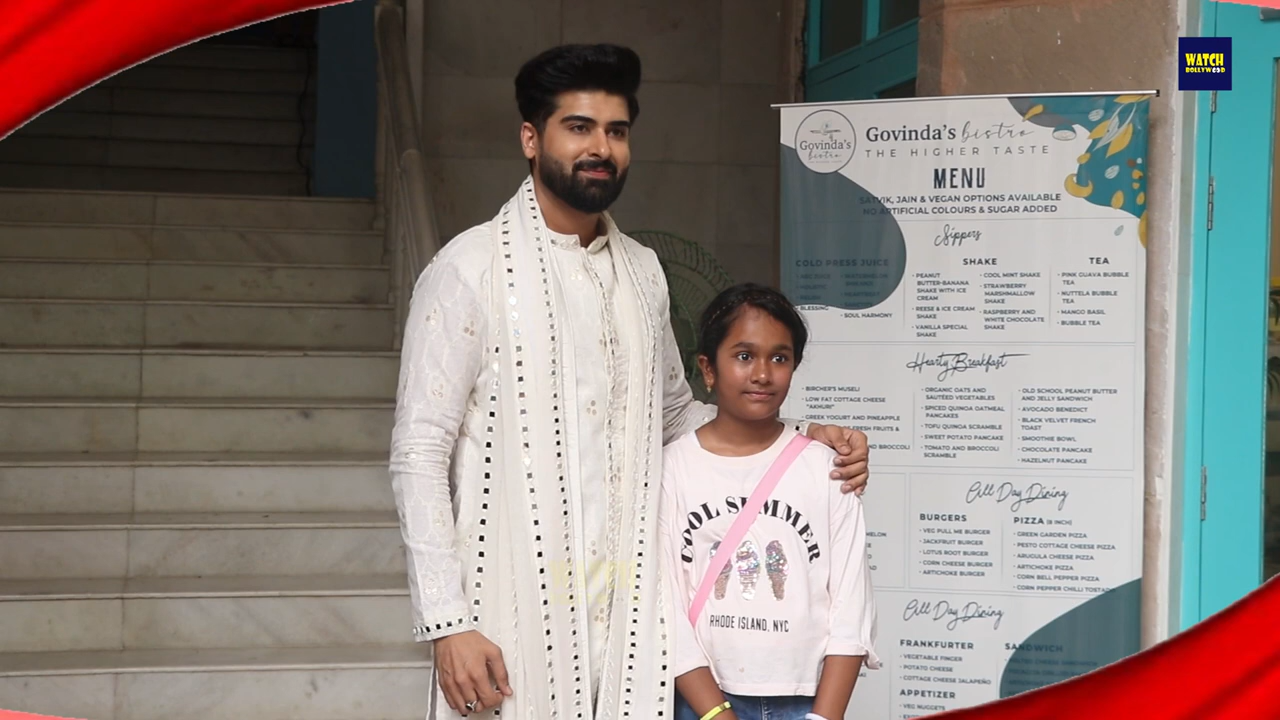 WATCH
BOLLYWOOD
Govinda's
bistro
Govinda's bistro
THE HIGHER TASTE
MENU
SATVIK, JAIN & VEGAN OPTIONS AVAILABLE
NO ARTIFICIAL COLOURS & SUGAR ADDED
Sippers
COLD PRESS JUICE
BLESSING
• SOUL HARMONY
SHAKE
• PEANUT
BUTTER-BANANA
SHAKE WITH ICE
CREAM
• REESE & ICE CREAM
SHAKE
• VANILLA SPECIAL
SHAKE
• COOL MINT SHAKE
• STRAWBERRY
MARSHMALLOW
SHAKE
• RASPBERRY AND
WHITE CHOCOLATE
SHAKE
TEA
• PINK GUAVA BUBBLE
TEA
• NUTTELA BUBBLE
TEA
• MANGO BASIL
• BUBBLE TEA
Hearty Breakfast
• BIRCHER'S MUSELI
• LOW FAT COTTAGE CHEESE
"AKHURI"
• GREEK YOGURT AND PINEAPPLE
OF FRESH FRUITS &
AND BROCCOLI
• ORGANIC OATS AND
SAUTÉED VEGETABLES
• SPICED QUINOA OATMEAL
PANCAKES
• TOFU QUINOA SCRAMBLE
• SWEET POTATO PANCAKE
• TOMATO AND BROCCOLI
SCRAMBLE
• OLD SCHOOL PEANUT BUTTER
AND JELLY SANDWICH
• AVOCADO BENEDICT
• BLACK VELVET FRENCH
TOAST
• SMOOTHIE BOWL
• CHOCOLATE PANCAKE
• HAZELNUT PANCAKE
All Day Dining
BURGERS
• VEG PULL ME BURGER
• JACKFRUIT BURGER
• LOTUS ROOT BURGER
• CORN CHEESE BURGER
• ARTICHOKE BURGER
PIZZA (8 INCH)
• GREEN GARDEN PIZZA
• PESTO COTTAGE CHEESE PIZZA
• ARUGULA CHEESE PIZZA
• ARTICHOKE PIZZA
• CORN BELL PEPPER PIZZA
• CORN PEPPER CHILLI TOSTADA
All Day Dining
FRANKFURTER
• VEGETABLE FINGER
• POTATO CHEESE
• COTTAGE CHEESE JALAPEÑO
APPETIZER
• VEG NUGGETS
SANDWICH
COOL SUMMER
RHODE ISLAND, NYC